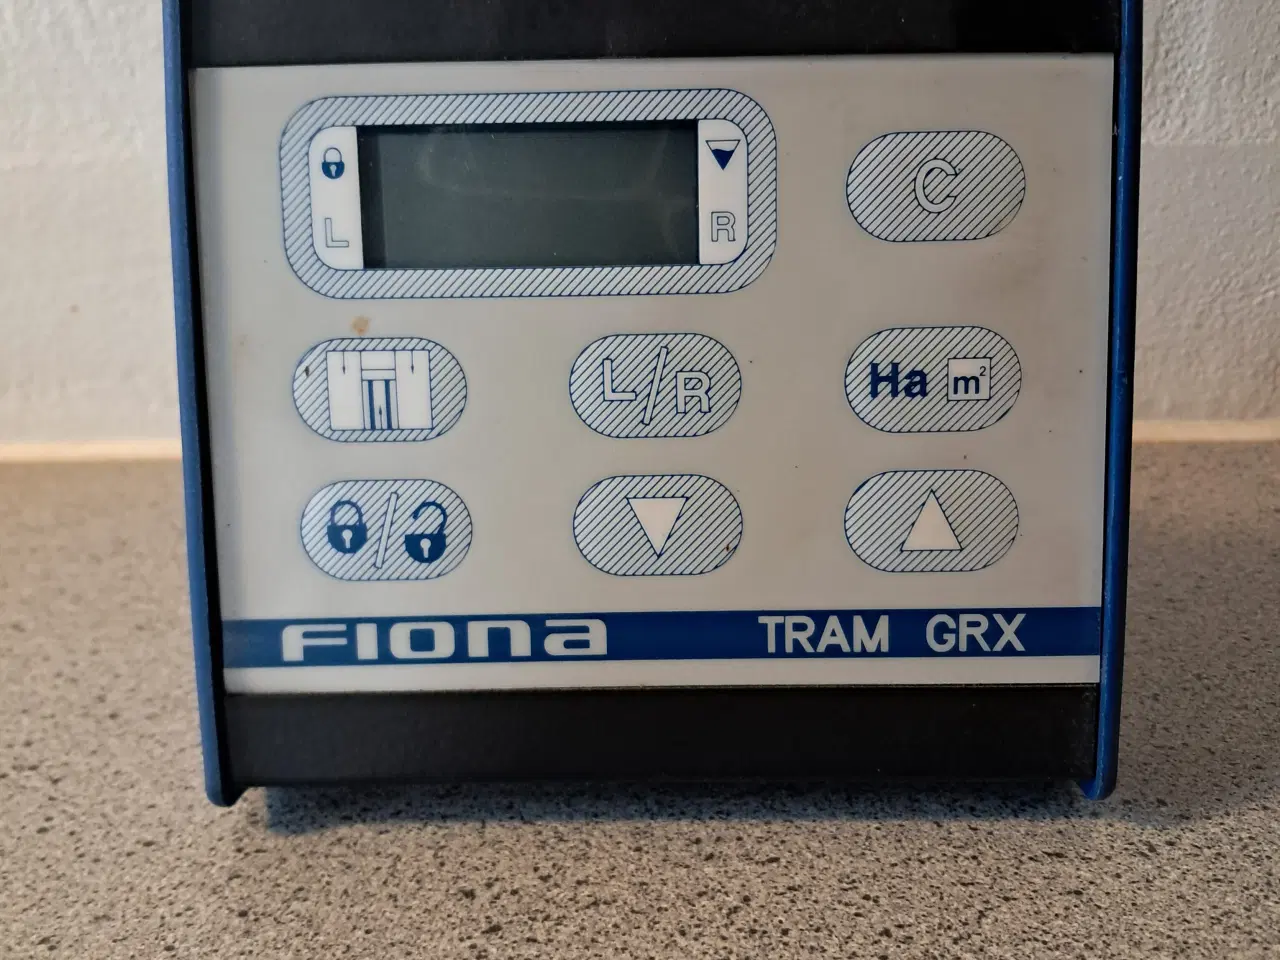 L
R
C
L/R
Ha m²
FIONA
TRAM GRX